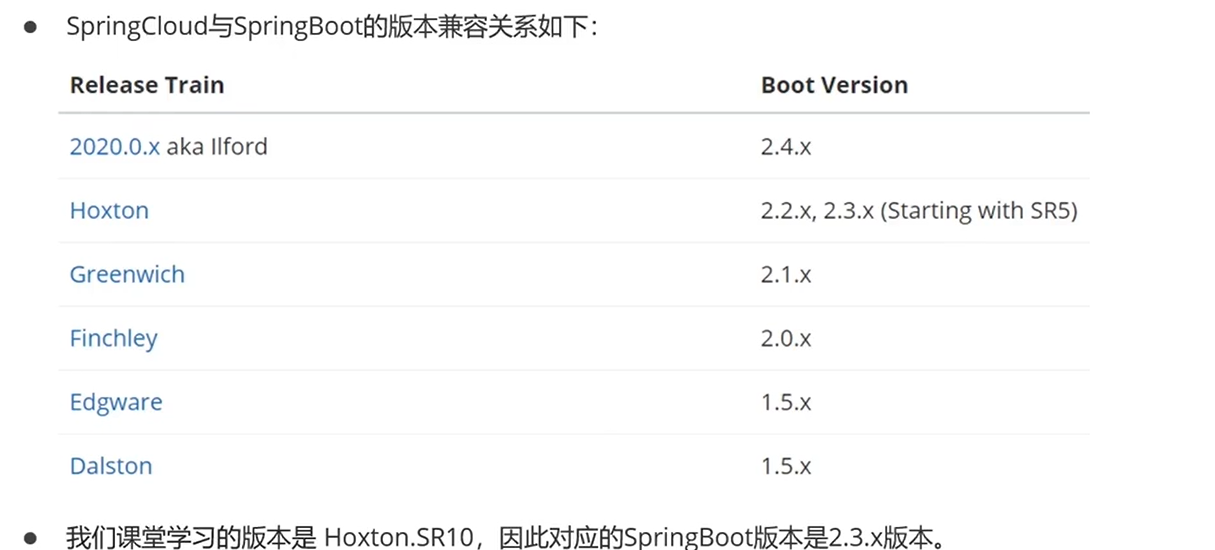 ● SpringCloud与SpringBoot的版本兼容关系如下：
Release Train Boot Version
2020.0.x aka Ilford 2.4.x
Hoxton 2.2.x, 2.3.x (Starting with SR5)
Greenwich 2.1.x
Finchley 2.0.x
Edgware 1.5.x
Dalston 1.5.x
● 我们课堂学习的版本是 Hoxton.SR10，因此对应的SpringBoot版本是2.3.x版本。